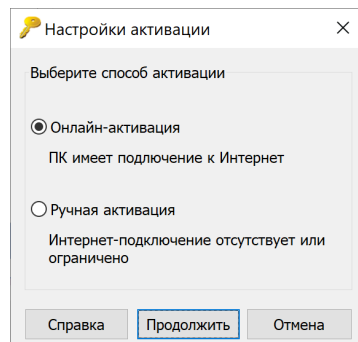 Настройки активации
Выберите способ активации
Онлайн-активация
ПК имеет подлючение к Интернет
Ручная активация
Интернет-подключение отсутствует или
ограничено
Справка
Продолжить
Отмена